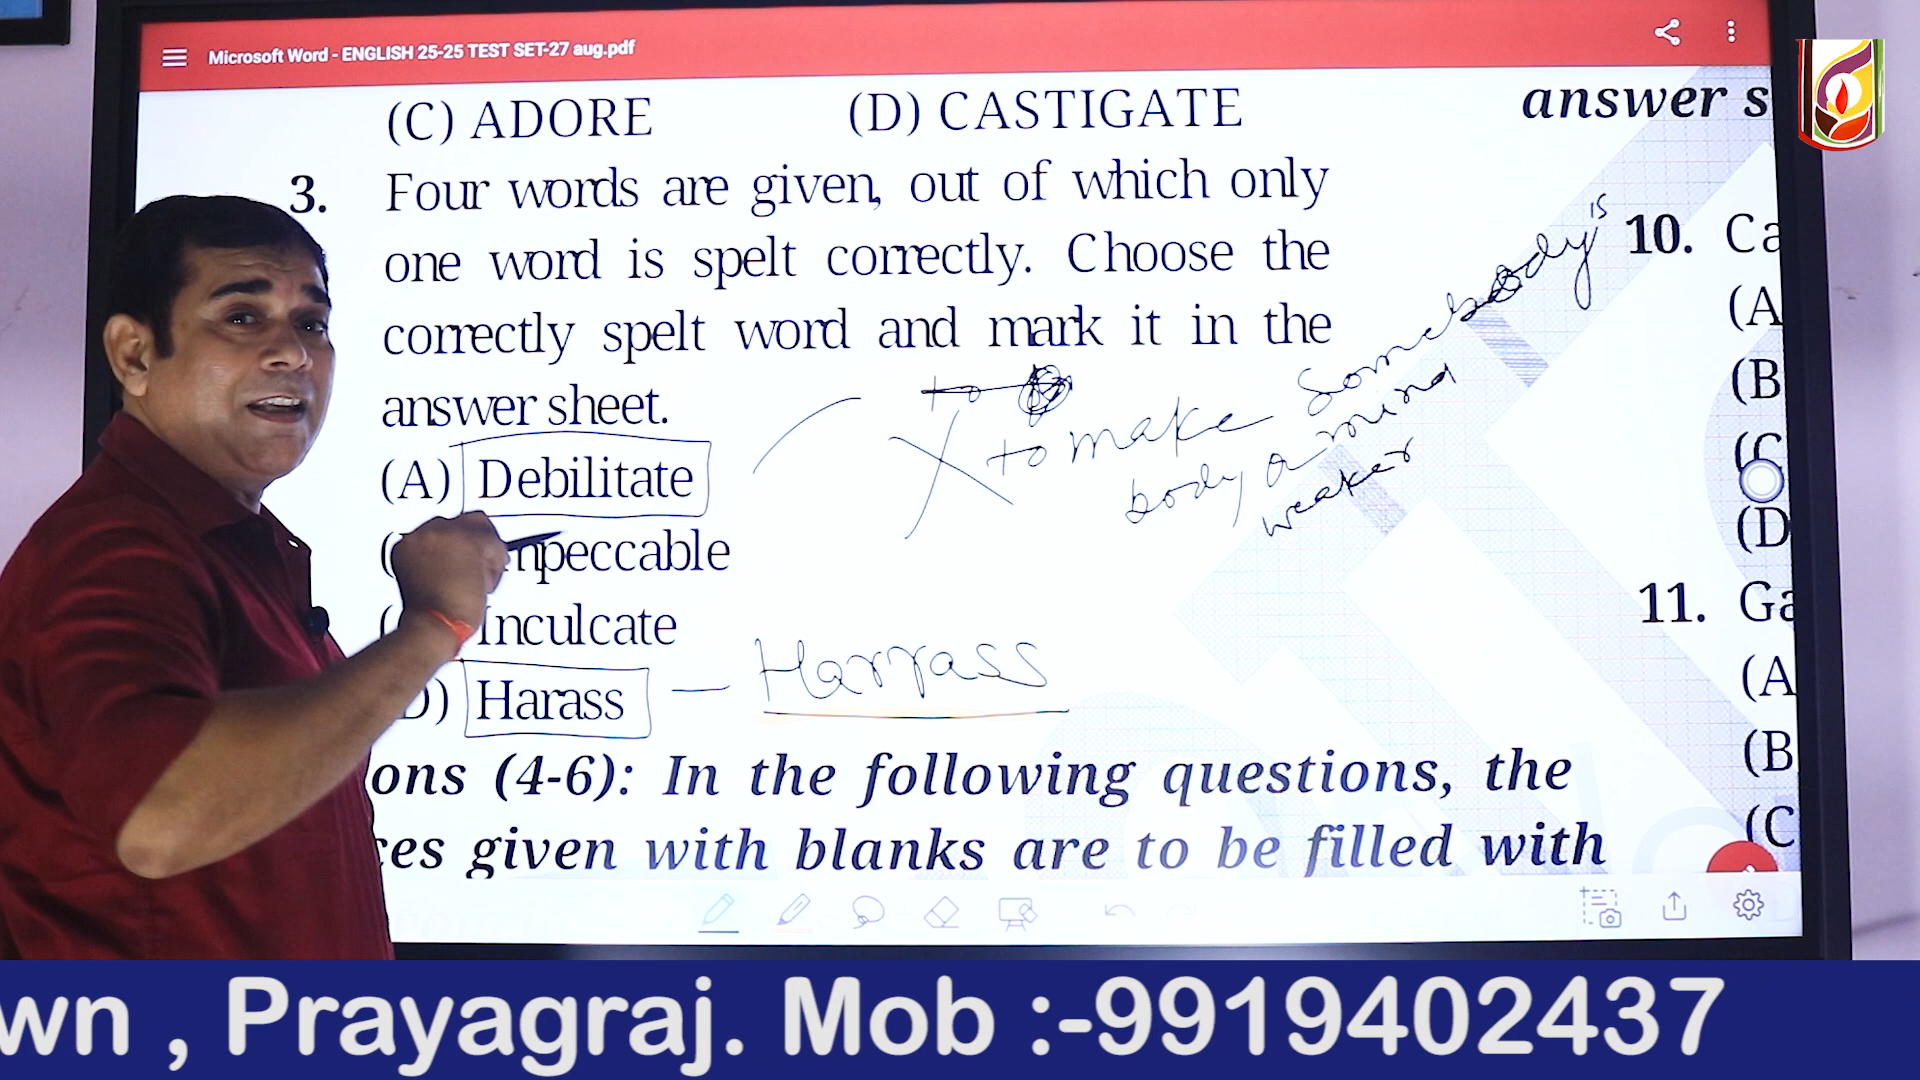 Microsoft Word - ENGLISH 25-25 TEST SET-27 aug.pdf
(C) ADORE (D) CASTIGATE
3. Four words are given, out of which only
one word is spelt correctly. Choose the
correctly spelt word and mark it in the
answer sheet.
(A) Debilitate
to
to make somebody's
body or mind
weaker
mpeccable
Inculcate
D) Harass — Harrass
ons (4-6): In the following questions, the
ces given with blanks are to be filled with
answer s
10. Ca
(A
(B
(C
(D
11. Ga
(A
(B
(C
wn , Prayagraj. Mob :-9919402437